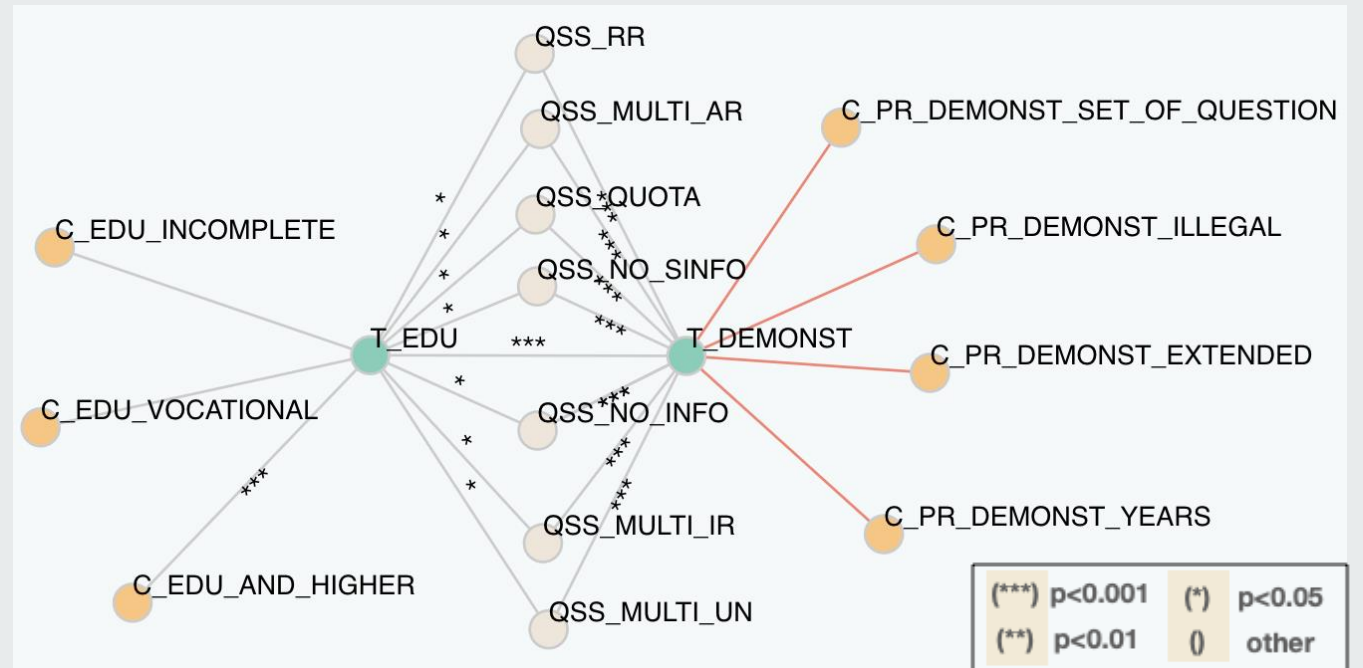 QSS_RR
QSS_MULTI_AR
C_PR_DEMONST_SET_OF_QUESTION
*
QSS_QUOTA
***
C_EDU_INCOMPLETE
*
***
C_PR_DEMONST_ILLEGAL
*
QSS_NO_SINFO
***
*
***
T_EDU
***
T_DEMONST
C_PR_DEMONST_EXTENDED
*
***
C_EDU_VOCATIONAL
QSS_NO_INFO
*
***
***
*
***
C_PR_DEMONST_YEARS
QSS_MULTI_IR
C_EDU_AND_HIGHER
QSS_MULTI_UN
(***) p<0.001 (*) p<0.05
(**) p<0.01 () other